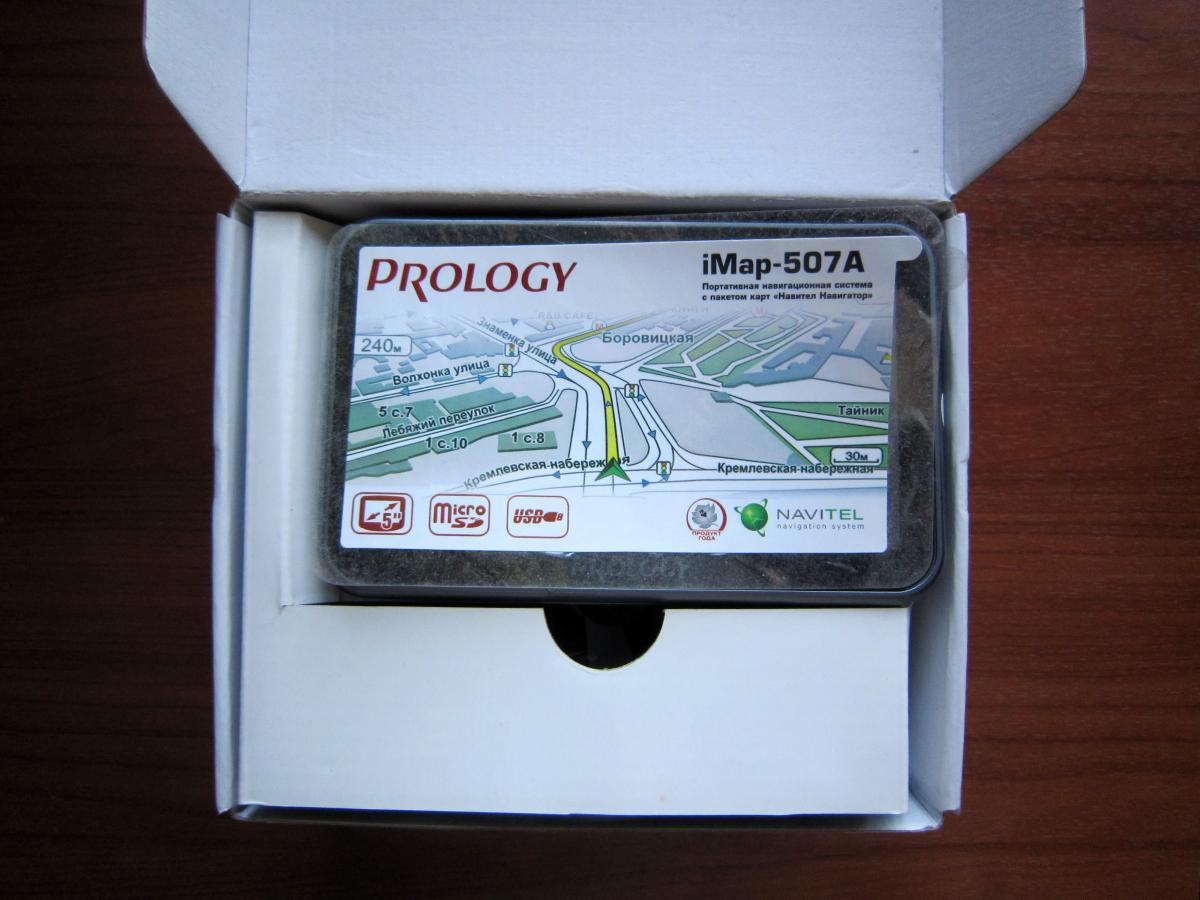 PROLOGY
iMap-507A
Портативная навигационная система
с пакетом карт «Навител Навигатор»
R&B CAFE
М
М
Знаменка улица
Боровицкая
240м
Волхонка улица
5 с.7
Лебяжий переулок
Тайник
1 с.10
1 с.8
30м
Кремлевская набережная
Кремлевская набережная
5"
Micro
SD
USB
ПРОДУКТ
ГОДА
NAVITEL
navigation system
PROLOGY